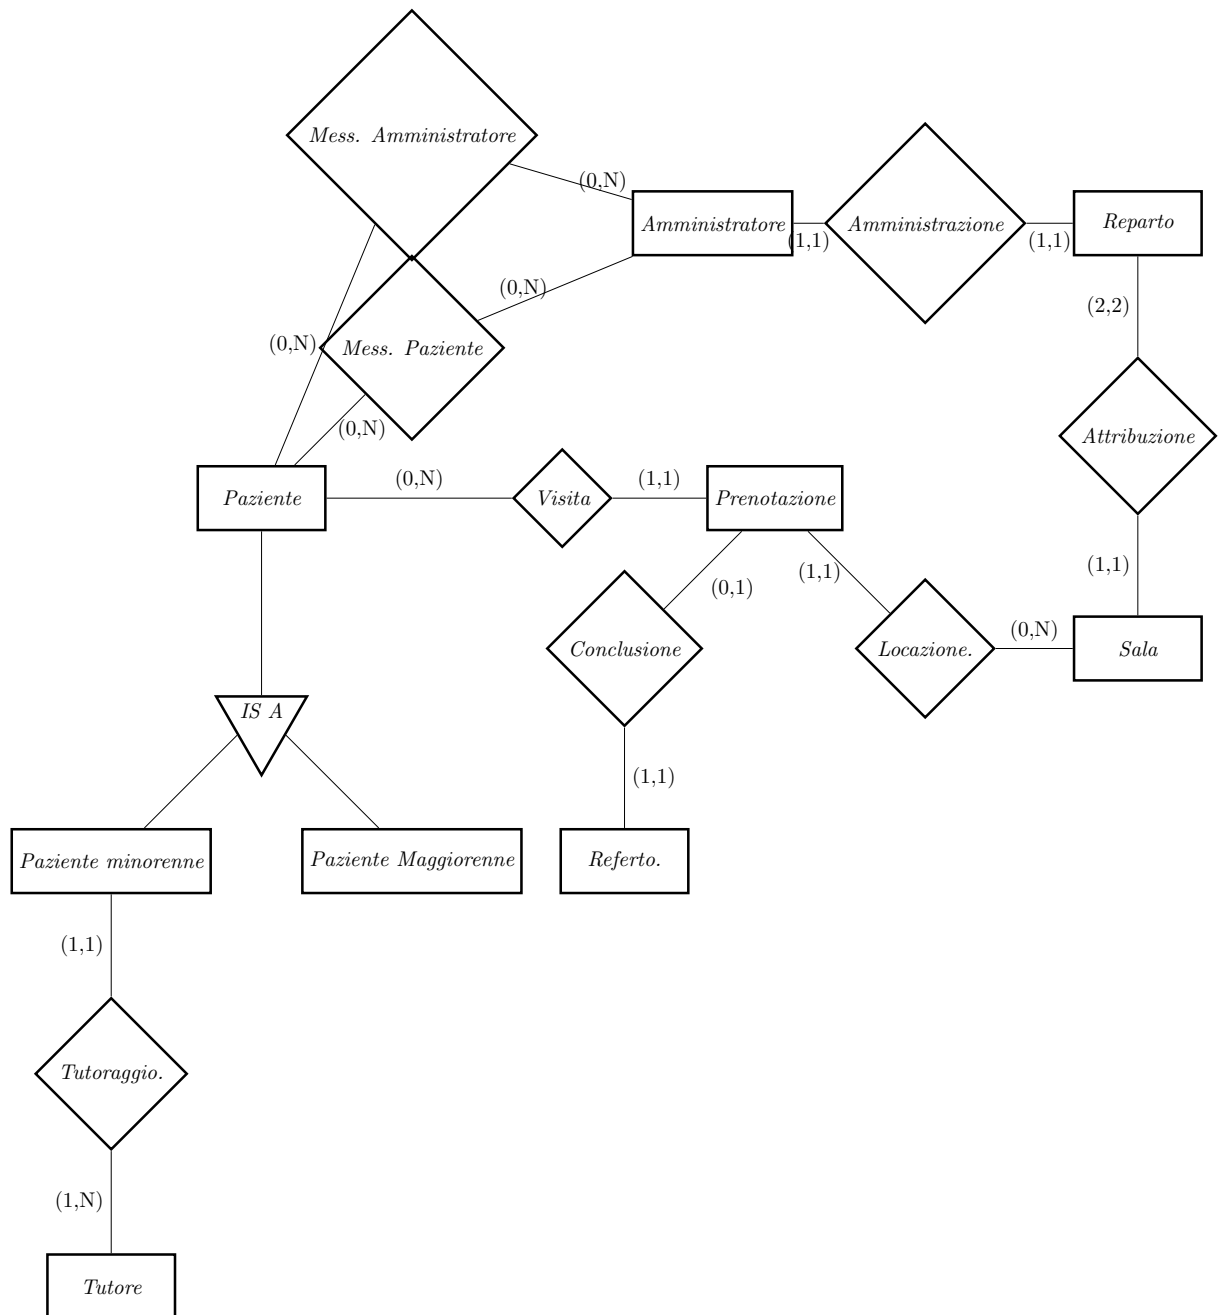 Mess. Amministratore
(0,N)
Amministratore
(1,1)
Amministrazione
(1,1)
Reparto
(0,N)
(2,2)
(0,N)
Mess. Paziente
(0,N)
Attribuzione
Paziente
(0,N)
Visita
(1,1)
Prenotazione
(0,1)
(1,1)
(1,1)
Conclusione
Locazione.
(0,N)
Sala
IS A
(1,1)
Paziente minorenne
Paziente Maggiorenne
Referto.
(1,1)
Tutoraggio.
(1,N)
Tutore